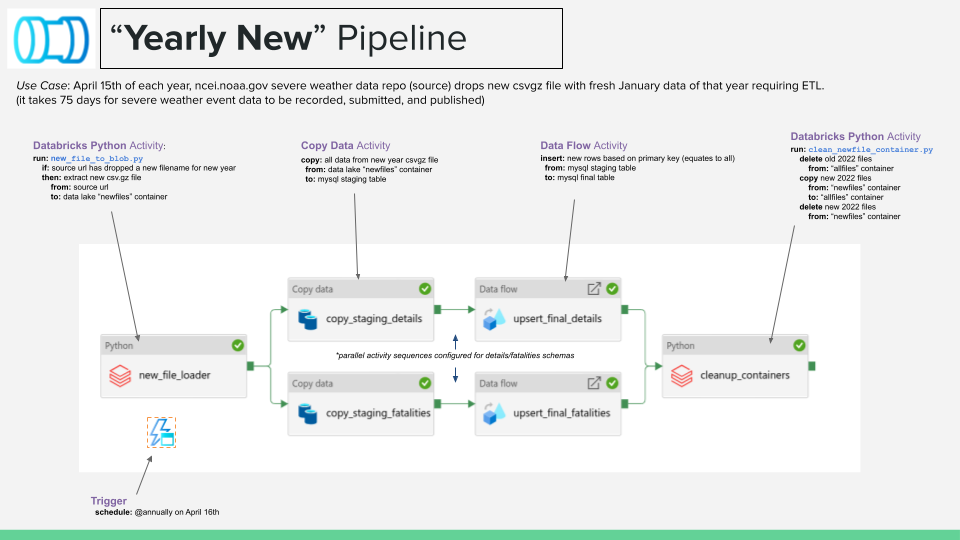 “Yearly New” Pipeline
Use Case: April 15th of each year, ncei.noaa.gov severe weather data repo (source) drops new csvgz file with fresh January data of that year requiring ETL.
(it takes 75 days for severe weather event data to be recorded, submitted, and published)
Databricks Python Activity:
run: new_file_to_blob.py
if: source url has dropped a new filename for new year
then: extract new csv.gz file
from: source url
to: data lake “newfiles” container
Copy Data Activity
copy: all data from new year csvgz file
from: data lake “newfiles” container
to: mysql staging table
Data Flow Activity
insert: new rows based on primary key (equates to all)
from: mysql staging table
to: mysql final table
Databricks Python Activity
run: clean_newfile_container.py
delete old 2022 files
from: “allfiles” container
copy new 2022 files
from: “newfiles” container
to: “allfiles” container
delete new 2022 files
from: “newfiles” container
Copy data
copy_staging_details
Data flow
upsert_final_details
Python
new_file_loader
*parallel activity sequences configured for details/fatalities schemas
Python
cleanup_containers
Copy data
copy_staging_fatalities
Data flow
upsert_final_fatalities
Trigger
schedule: @annually on April 16th